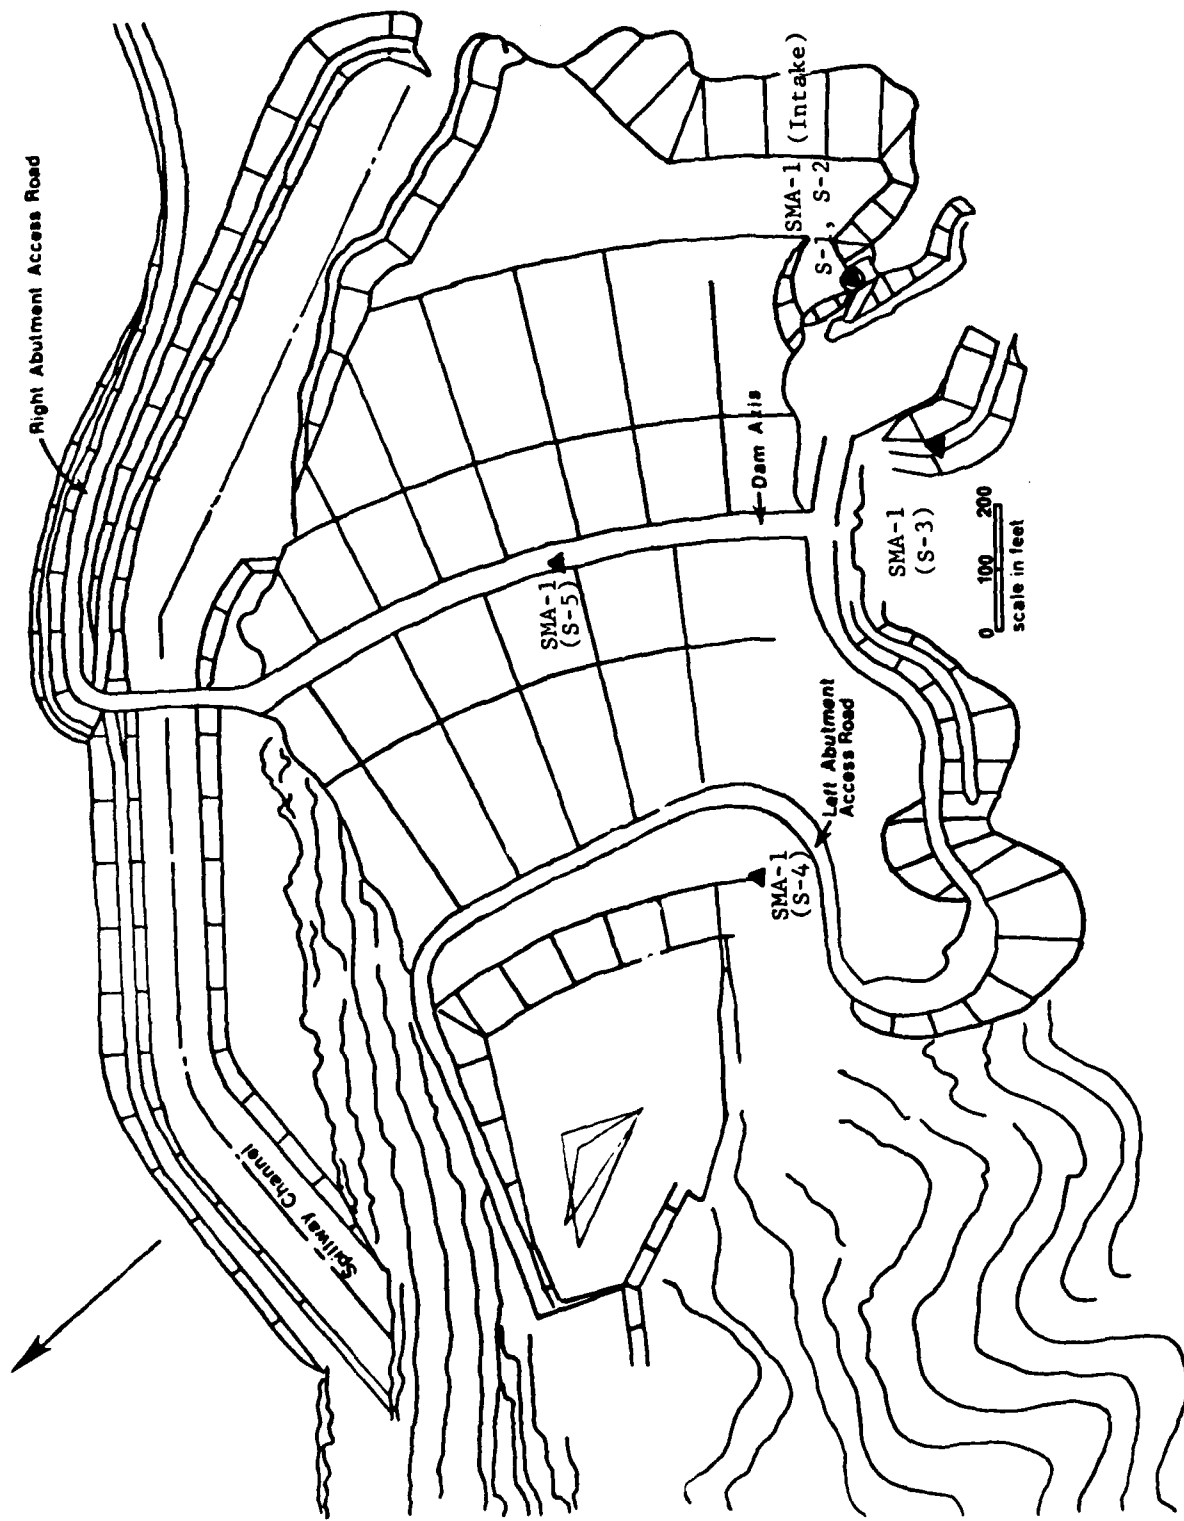 Right Abutment Access Road
SMA-1 (Intake)
S-1, S-2
Dam Axis
SMA-1
(S-3)
0 100 200
scale in feet
SMA-1
(S-5)
Left Abutment
Access Road
SMA-1
(S-4)
Spillway Channel